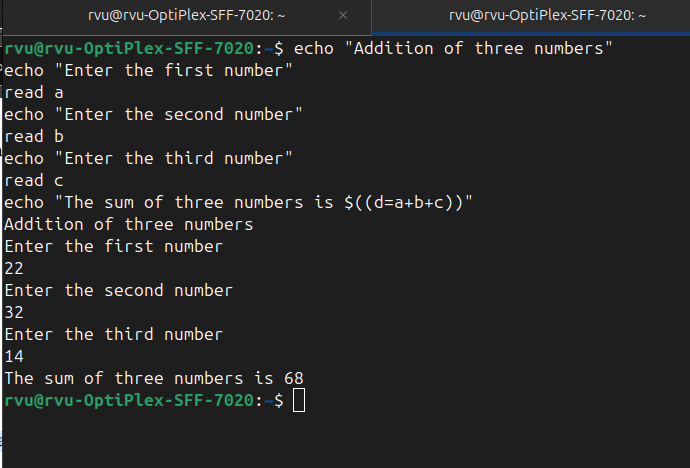 rvu@rvu-OptiPlex-SFF-7020: ~ × rvu@rvu-OptiPlex-SFF-7020: ~
rvu@rvu-OptiPlex-SFF-7020:~$ echo "Addition of three numbers"
echo "Enter the first number"
read a
echo "Enter the second number"
read b
echo "Enter the third number"
read c
echo "The sum of three numbers is $((d=a+b+c))"
Addition of three numbers
Enter the first number
22
Enter the second number
32
Enter the third number
14
The sum of three numbers is 68
rvu@rvu-OptiPlex-SFF-7020:~$